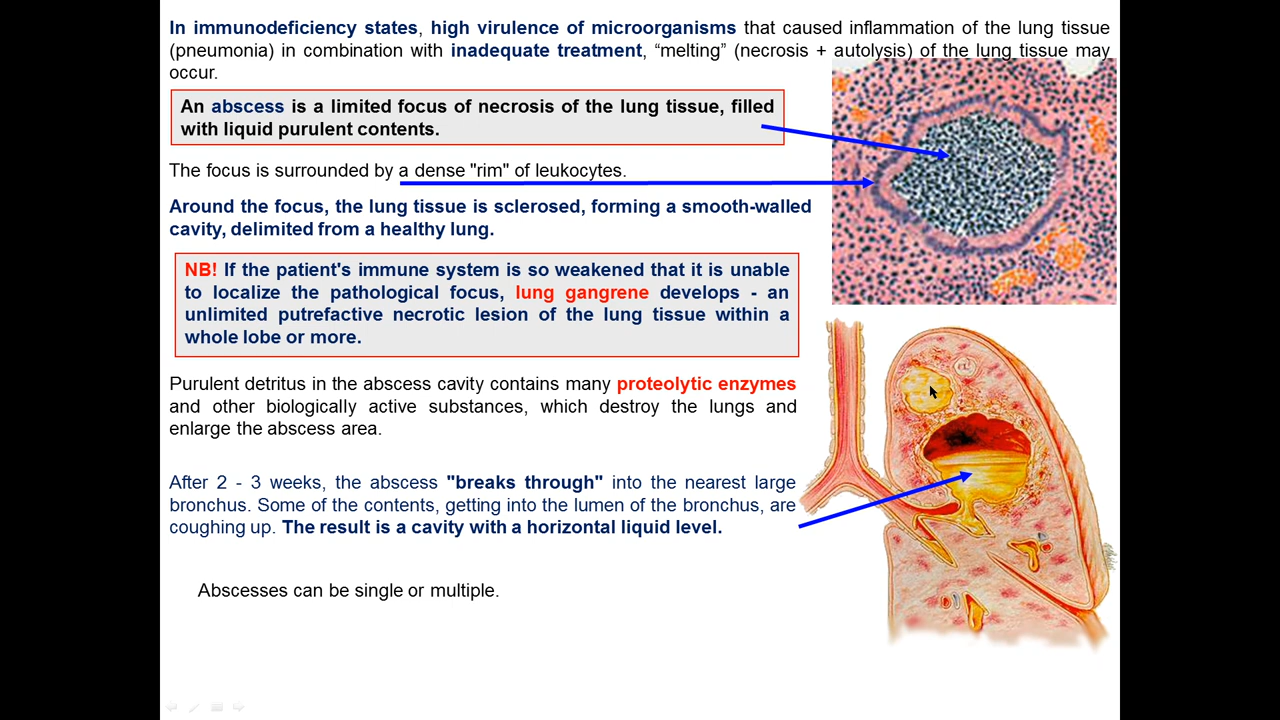 In immunodeficiency states, high virulence of microorganisms that caused inflammation of the lung tissue
(pneumonia) in combination with inadequate treatment, “melting” (necrosis + autolysis) of the lung tissue may
occur.
An abscess is a limited focus of necrosis of the lung tissue, filled
with liquid purulent contents.
The focus is surrounded by a dense "rim" of leukocytes.
Around the focus, the lung tissue is sclerosed, forming a smooth-walled
cavity, delimited from a healthy lung.
NB! If the patient's immune system is so weakened that it is unable
to localize the pathological focus, lung gangrene develops - an
unlimited putrefactive necrotic lesion of the lung tissue within a
whole lobe or more.
Purulent detritus in the abscess cavity contains many proteolytic enzymes
and other biologically active substances, which destroy the lungs and
enlarge the abscess area.
After 2 - 3 weeks, the abscess "breaks through" into the nearest large
bronchus. Some of the contents, getting into the lumen of the bronchus, are
coughing up. The result is a cavity with a horizontal liquid level.
Abscesses can be single or multiple.